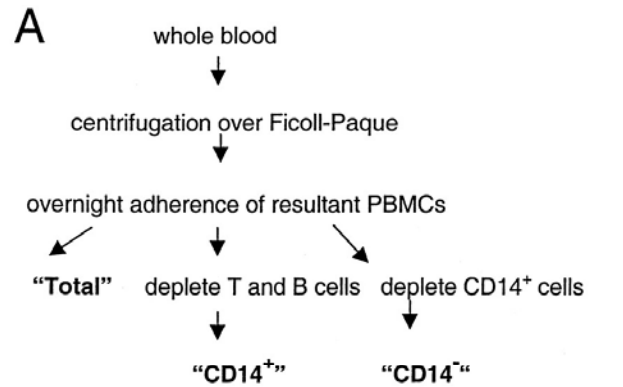 A
whole blood
centrifugation over Ficoll-Paque
overnight adherence of resultant PBMCs
“Total” deplete T and B cells deplete CD14⁺ cells
“CD14⁺” “CD14⁻“